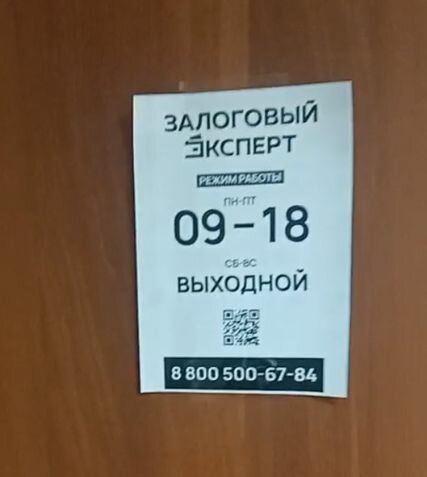 ЗАЛОГОВЫЙ
ЭКСПЕРТ
РЕЖИМ РАБОТЫ
ПН-ПТ
09-18
СБ-ВС
ВЫХОДНОЙ
8 800 500-67-84